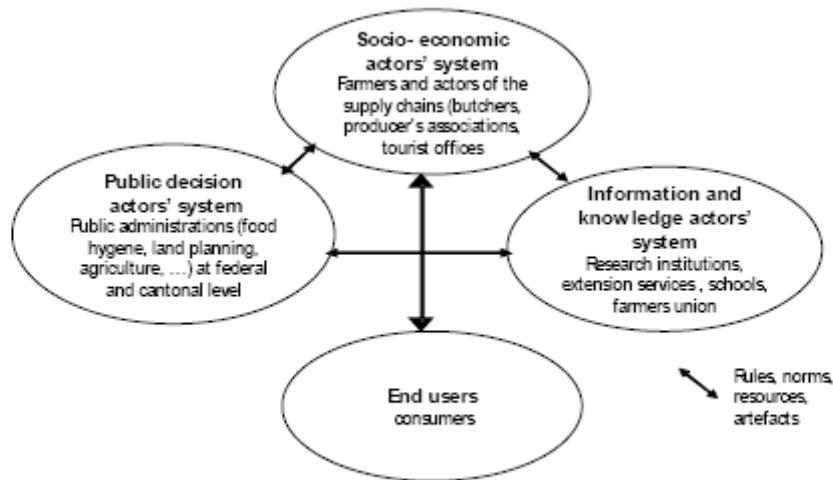 Socio- economic
actors' system
Farmers and actors of the
supply chains (butchers,
producer's associations,
tourist offices
Public decision
actors' system
Public administrations (food
hygene, land planning,
agriculture, ...) at federal
and cantonal level
Information and
knowledge actors'
system
Research institutions,
extension services , schools,
farmers union
End users
consumers
Rules, norms,
resources,
artefacts